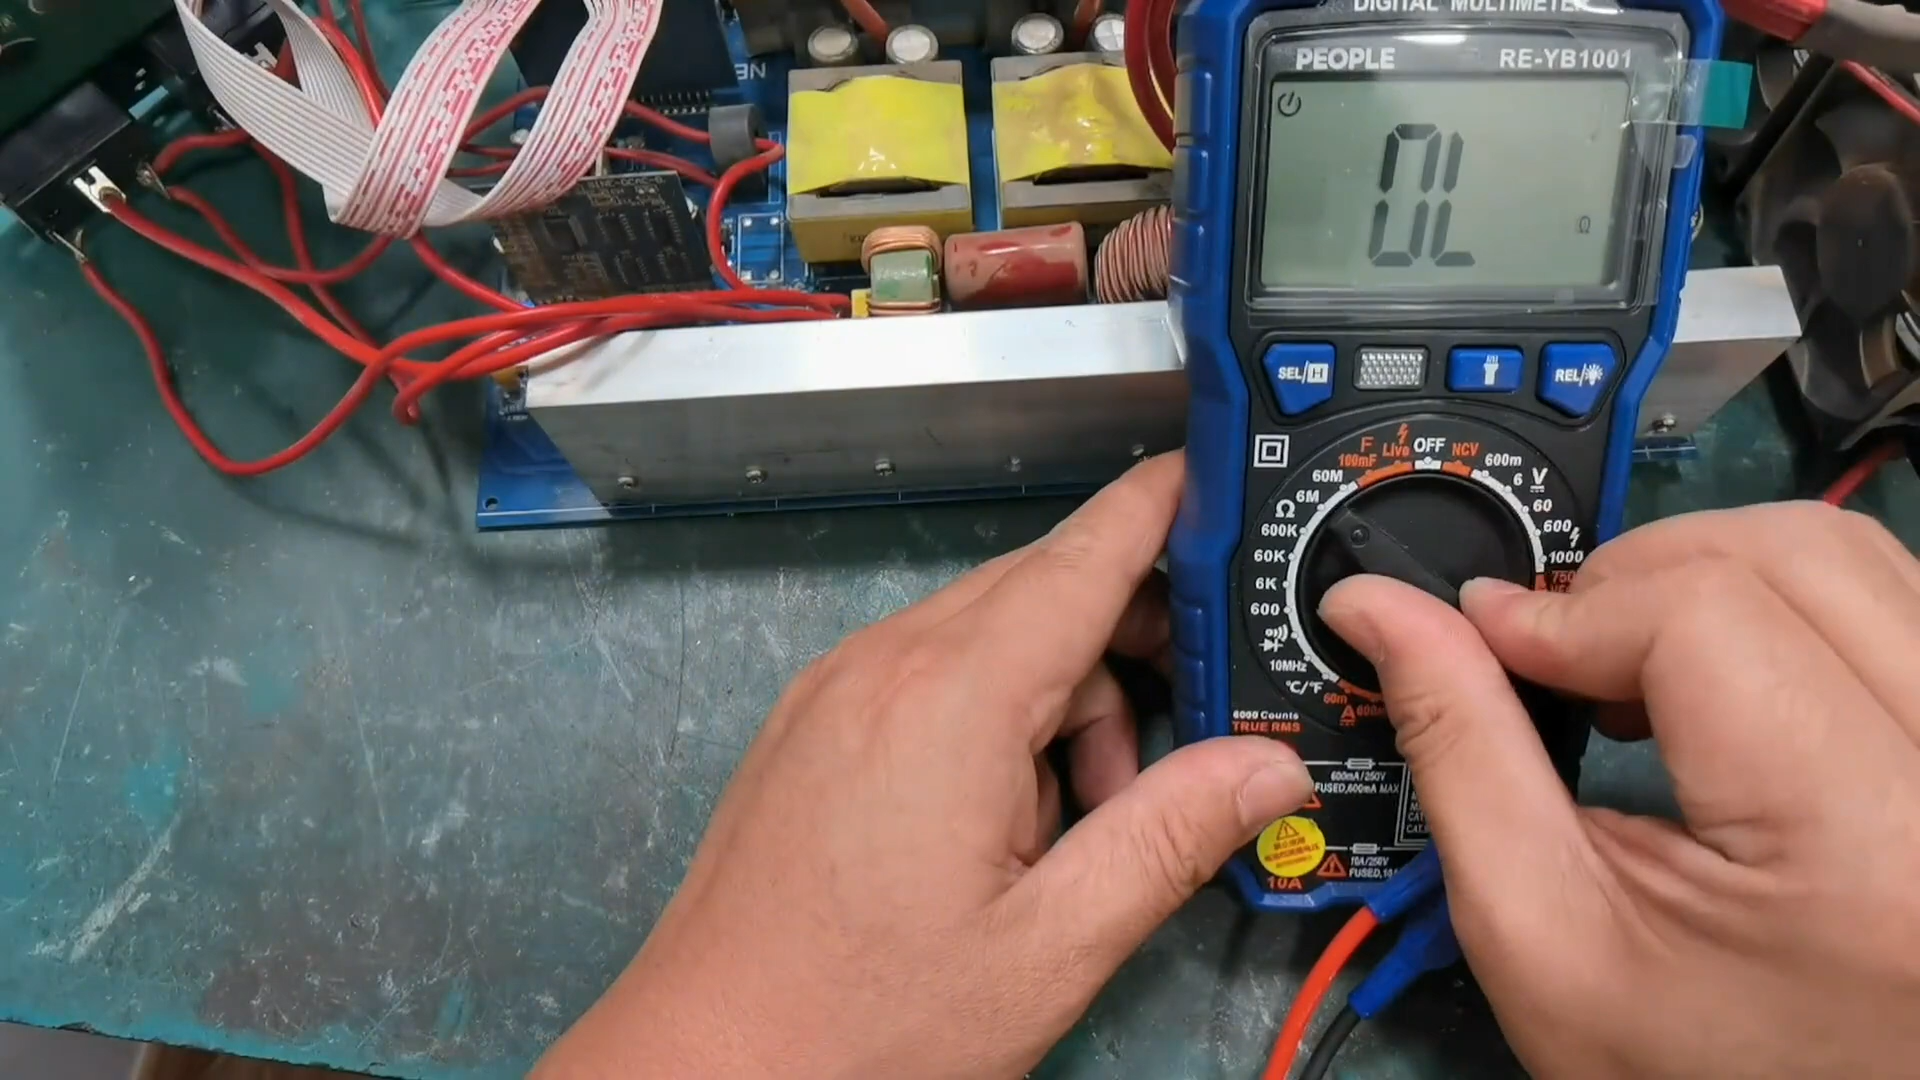 DIGITAL MULTIMETER
PEOPLE
RE-YB1001
0L
Ω
SEL/H
REL/
F
100mF
Live
OFF
NCV
600m
6
V
60
600
1000
750
60M
6M
Ω
600K
60K
6K
600
10MHz
°C/°F
60m
A
6000 Counts
TRUE RMS
600mA/250V
FUSED,600mA MAX
10A/250V
10A